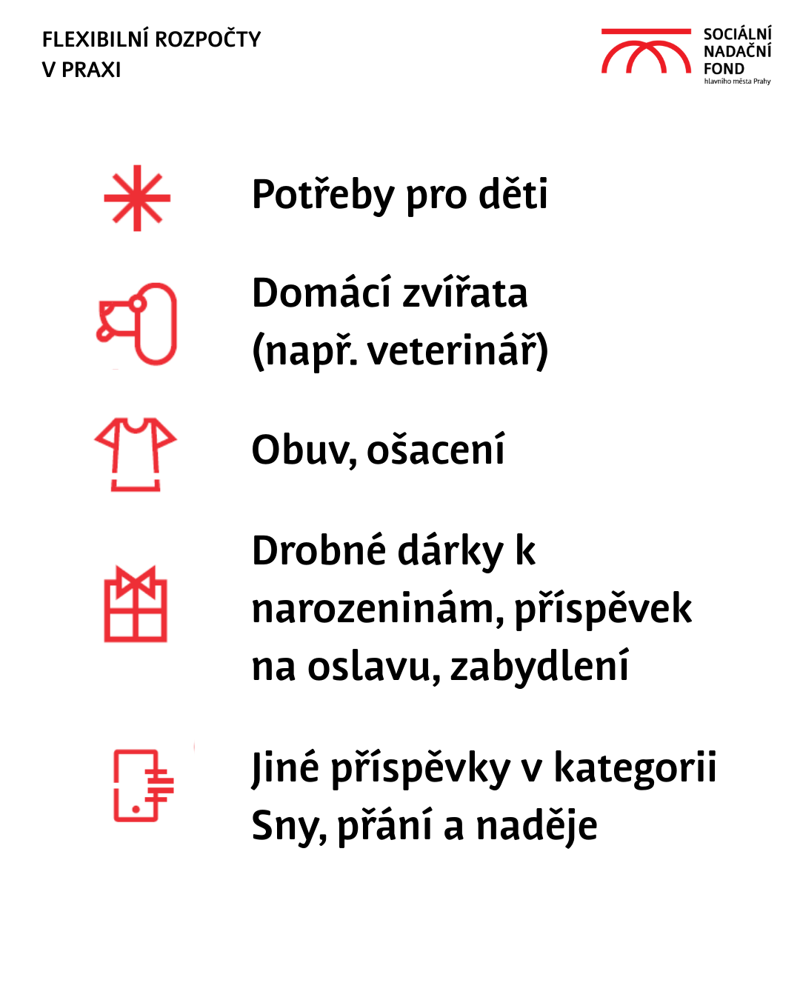 FLEXIBILNÍ ROZPOČTY
V PRAXI
SOCIÁLNÍ
NADAČNÍ
FOND
hlavního města Prahy
Potřeby pro děti
Domácí zvířata
(např. veterinář)
Obuv, ošacení
Drobné dárky k
narozeninám, příspěvek
na oslavu, zabydlení
Jiné příspěvky v kategorii
Sny, přání a naděje